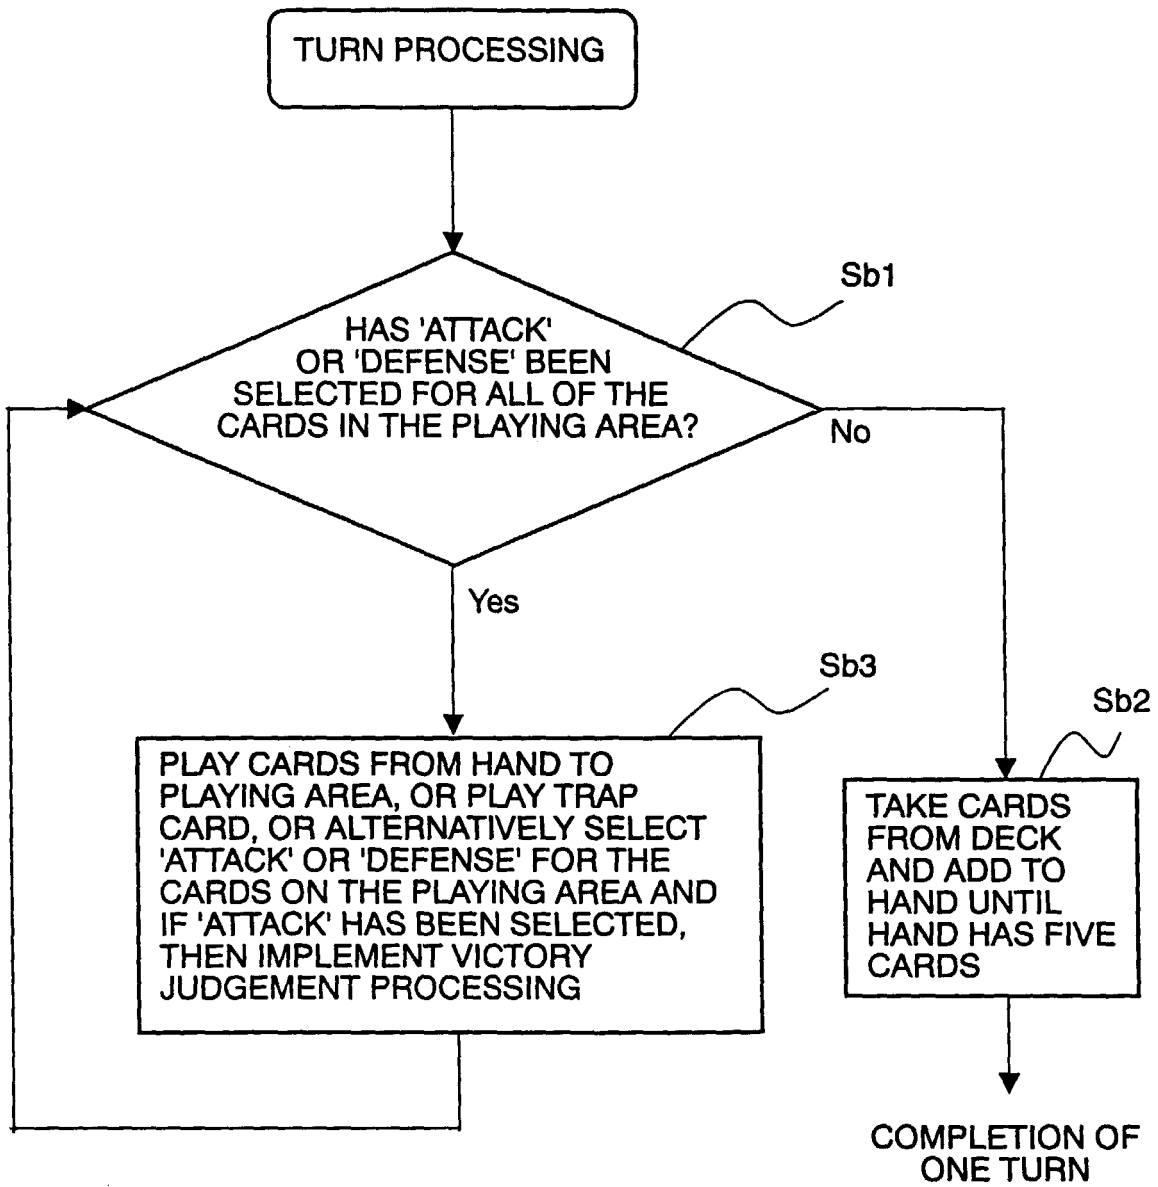 TURN PROCESSING
Sb1
HAS 'ATTACK'
OR 'DEFENSE' BEEN
SELECTED FOR ALL OF THE
CARDS IN THE PLAYING AREA?
No
Yes
Sb3
Sb2
PLAY CARDS FROM HAND TO
PLAYING AREA, OR PLAY TRAP
CARD, OR ALTERNATIVELY SELECT
'ATTACK' OR 'DEFENSE' FOR THE
CARDS ON THE PLAYING AREA AND
IF 'ATTACK' HAS BEEN SELECTED,
THEN IMPLEMENT VICTORY
JUDGEMENT PROCESSING
TAKE CARDS
FROM DECK
AND ADD TO
HAND UNTIL
HAND HAS FIVE
CARDS
COMPLETION OF
ONE TURN